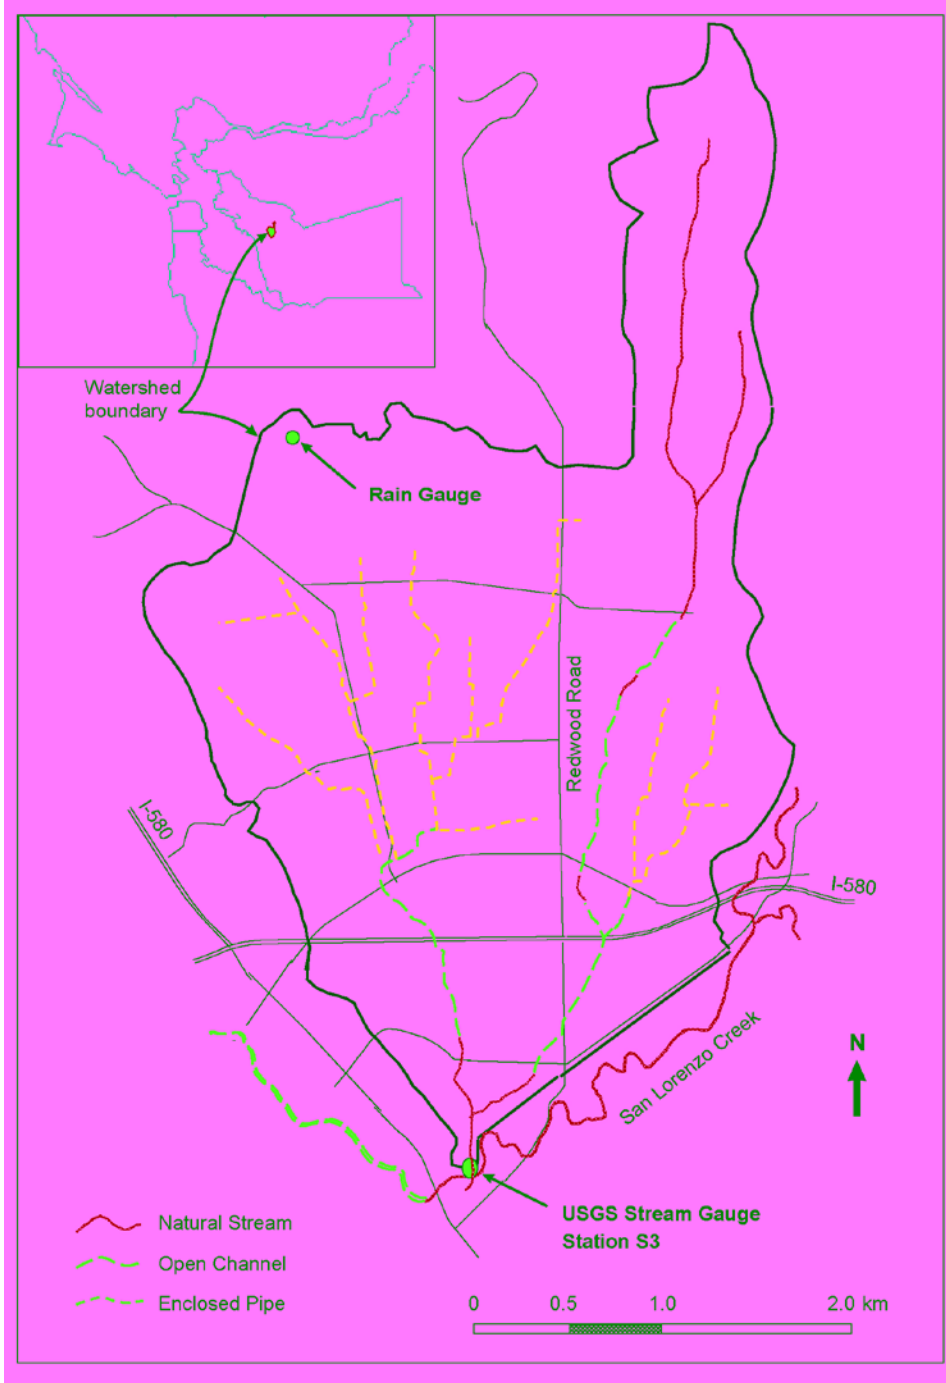 Watershed
boundary
Rain Gauge
Redwood Road
I-580
I-580
San Lorenzo Creek
N
USGS Stream Gauge
Station S3
Natural Stream
Open Channel
Enclosed Pipe
0 0.5 1.0 2.0 km